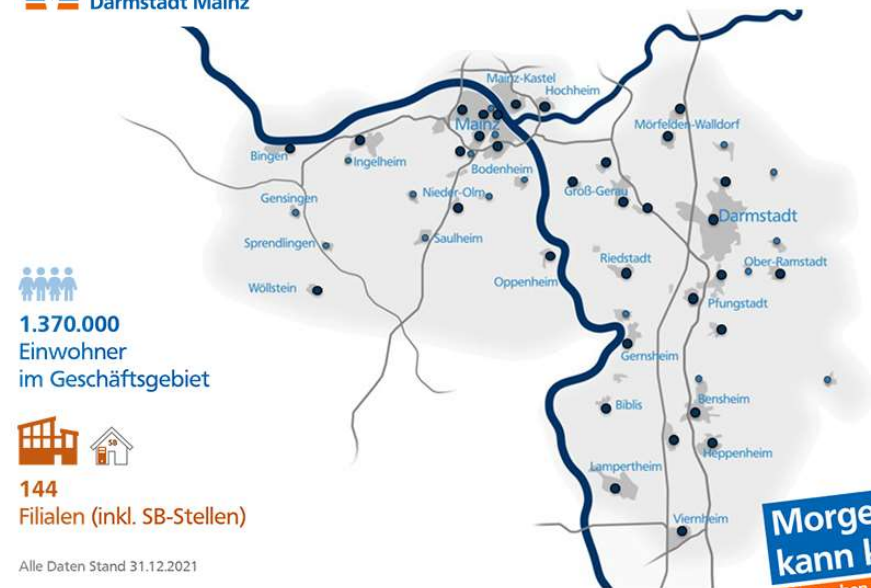 Darmstadt Mainz
Mainz-Kastel
Hochheim
Mainz
Mörfelden-Walldorf
Bingen
Ingelheim
Bodenheim
Gensingen
Nieder-Olm
Groß-Gerau
Darmstadt
Sprendlingen
Saulheim
Wöllstein
Oppenheim
Riedstadt
Ober-Ramstadt
Pfungstadt
Gernsheim
Biblis
Bensheim
Heppenheim
Lampertheim
Viernheim
1.370.000
Einwohner
im Geschäftsgebiet
SB
144
Filialen (inkl. SB-Stellen)
Alle Daten Stand 31.12.2021
Morge
kann k